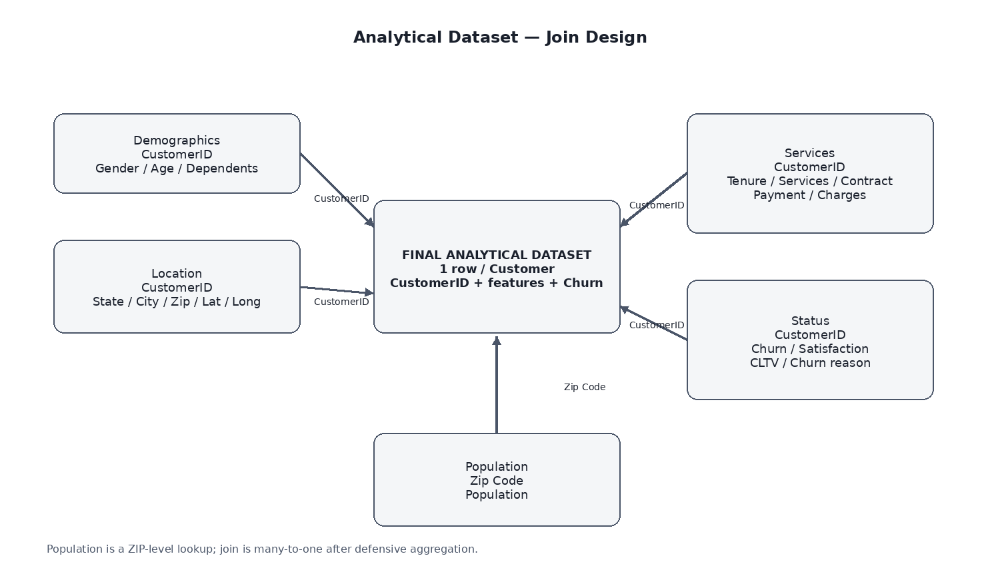 Analytical Dataset — Join Design
Demographics
CustomerID
Gender / Age / Dependents
CustomerID
Location
CustomerID
State / City / Zip / Lat / Long
CustomerID
FINAL ANALYTICAL DATASET
1 row / Customer
CustomerID + features + Churn
Services
CustomerID
Tenure / Services / Contract
Payment / Charges
CustomerID
Status
CustomerID
Churn / Satisfaction
CLTV / Churn reason
CustomerID
Zip Code
Population
Zip Code
Population
Population is a ZIP-level lookup; join is many-to-one after defensive aggregation.